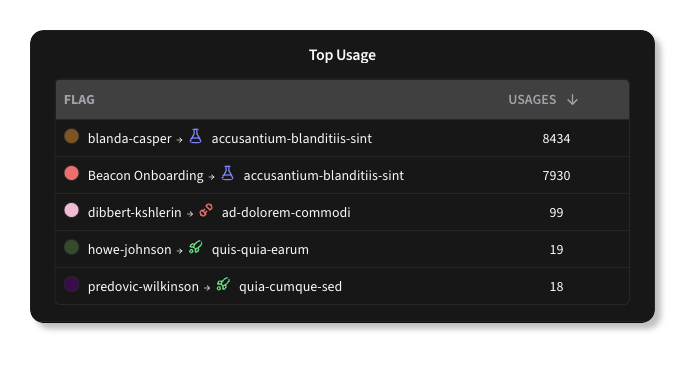 Top Usage
FLAG USAGES ↓
blanda-casper → accusantium-blanditiis-sint 8434
Beacon Onboarding → accusantium-blanditiis-sint 7930
dibbert-kshlerin → ad-dolorem-commodi 99
howe-johnson → quis-quia-earum 19
predovic-wilkinson → quia-cumque-sed 18